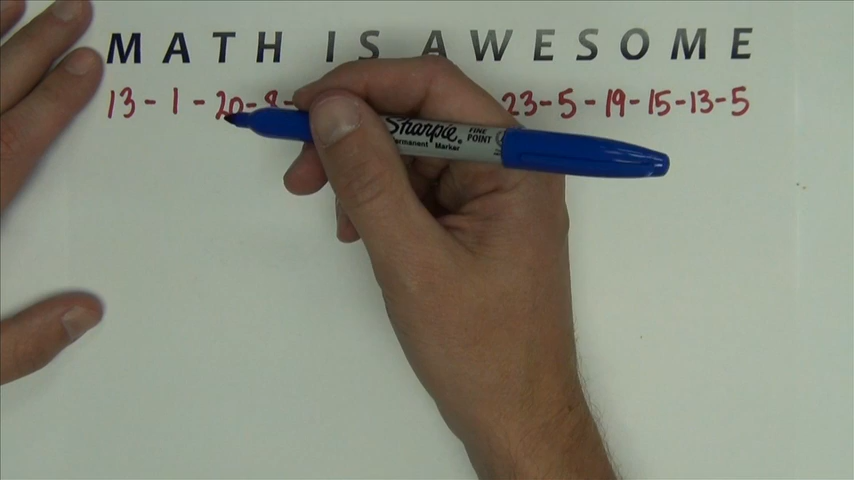 MATH IS AWESOME
13 - 1 - 20 - 8 - 23 - 5 - 19 - 15 - 13 - 5
Sharpie FINE POINT
Permanent Marker